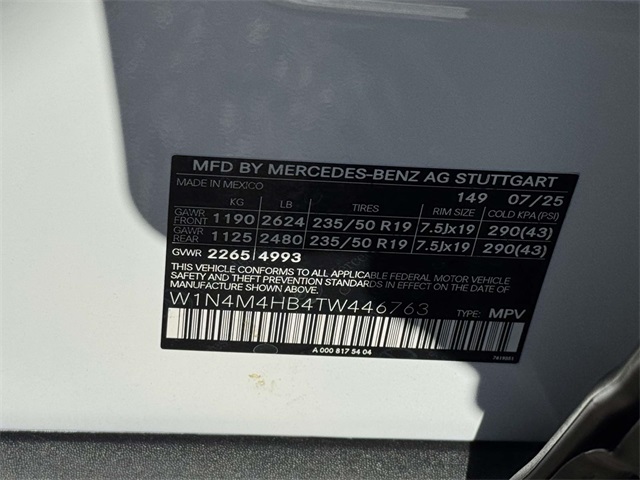 MFD BY MERCEDES-BENZ AG STUTTGART
MADE IN MEXICO 149 07/25
KG LB TIRES RIM SIZE COLD KPA (PSI)
GAWR FRONT 1190 2624 235/50 R19 7.5Jx19 290(43)
GAWR REAR 1125 2480 235/50 R19 7.5Jx19 290(43)
GVWR 2265 4993
THIS VEHICLE CONFORMS TO ALL APPLICABLE FEDERAL MOTOR VEHICLE
SAFETY AND THEFT PREVENTION STANDARDS IN EFFECT ON THE DATE OF
MANUFACTURE SHOWN ABOVE.
W1N4M4HB4TW446763 TYPE: MPV
A 000 817 54 04